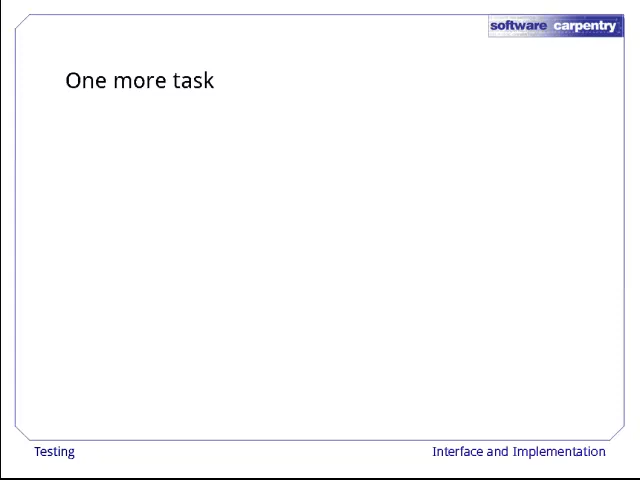 software carpentry
One more task
Testing
Interface and Implementation